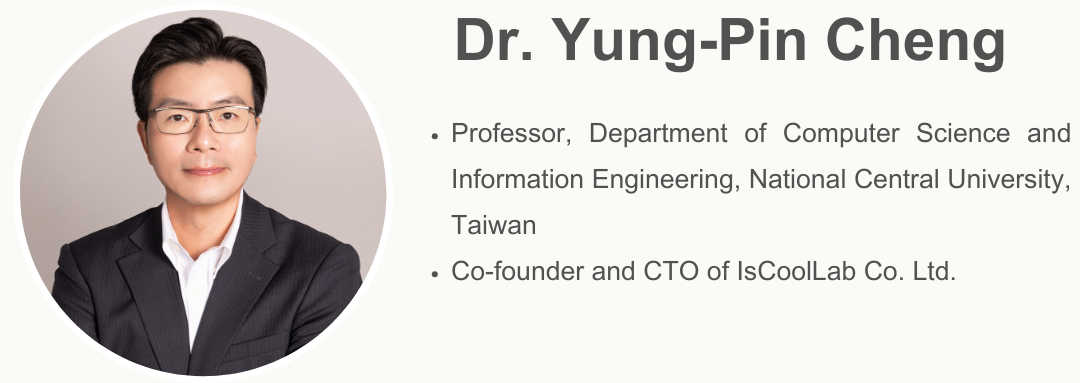 Dr. Yung-Pin Cheng
• Professor, Department of Computer Science and
Information Engineering, National Central University,
Taiwan
• Co-founder and CTO of IsCoolLab Co. Ltd.